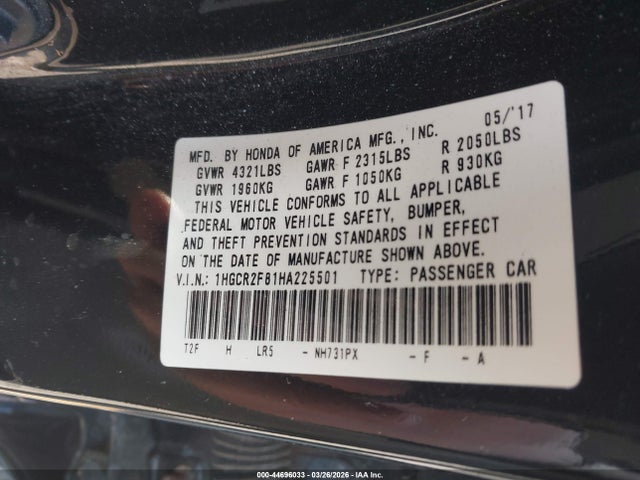 05/'17
MFD. BY HONDA OF AMERICA MFG., INC.
GVWR 4321LBS GAWR F 2315LBS R 2050LBS
GVWR 1960KG GAWR F 1050KG R 930KG
THIS VEHICLE CONFORMS TO ALL APPLICABLE
FEDERAL MOTOR VEHICLE SAFETY, BUMPER,
AND THEFT PREVENTION STANDARDS IN EFFECT
ON THE DATE OF MANUFACTURE SHOWN ABOVE.
V.I.N.: 1HGCR2F81HA225501 TYPE: PASSENGER CAR
T2F H LR5 - NH731PX - F - A
000-44696033 | 03/26/2026 | IAA Inc.